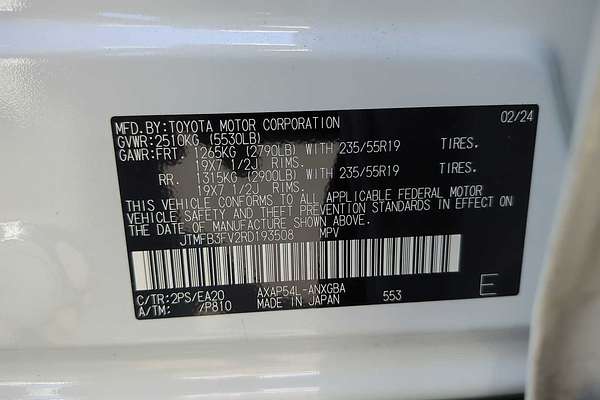 MFD.BY:TOYOTA MOTOR CORPORATION 02/24
GVWR:2510KG (5530LB)
GAWR:FRT. 1265KG (2790LB) WITH 235/55R19 TIRES.
19X7 1/2J RIMS.
RR. 1315KG (2900LB) WITH 235/55R19 TIRES.
19X7 1/2J RIMS.
THIS VEHICLE CONFORMS TO ALL APPLICABLE FEDERAL MOTOR
VEHICLE SAFETY AND THEFT PREVENTION STANDARDS IN EFFECT ON
THE DATE OF MANUFACTURE SHOWN ABOVE.
JTMFB3FV2RD193508 MPV
C/TR:2PS/EA20 AXAP54L-ANXGBA 553 E
A/TM: /P810 MADE IN JAPAN